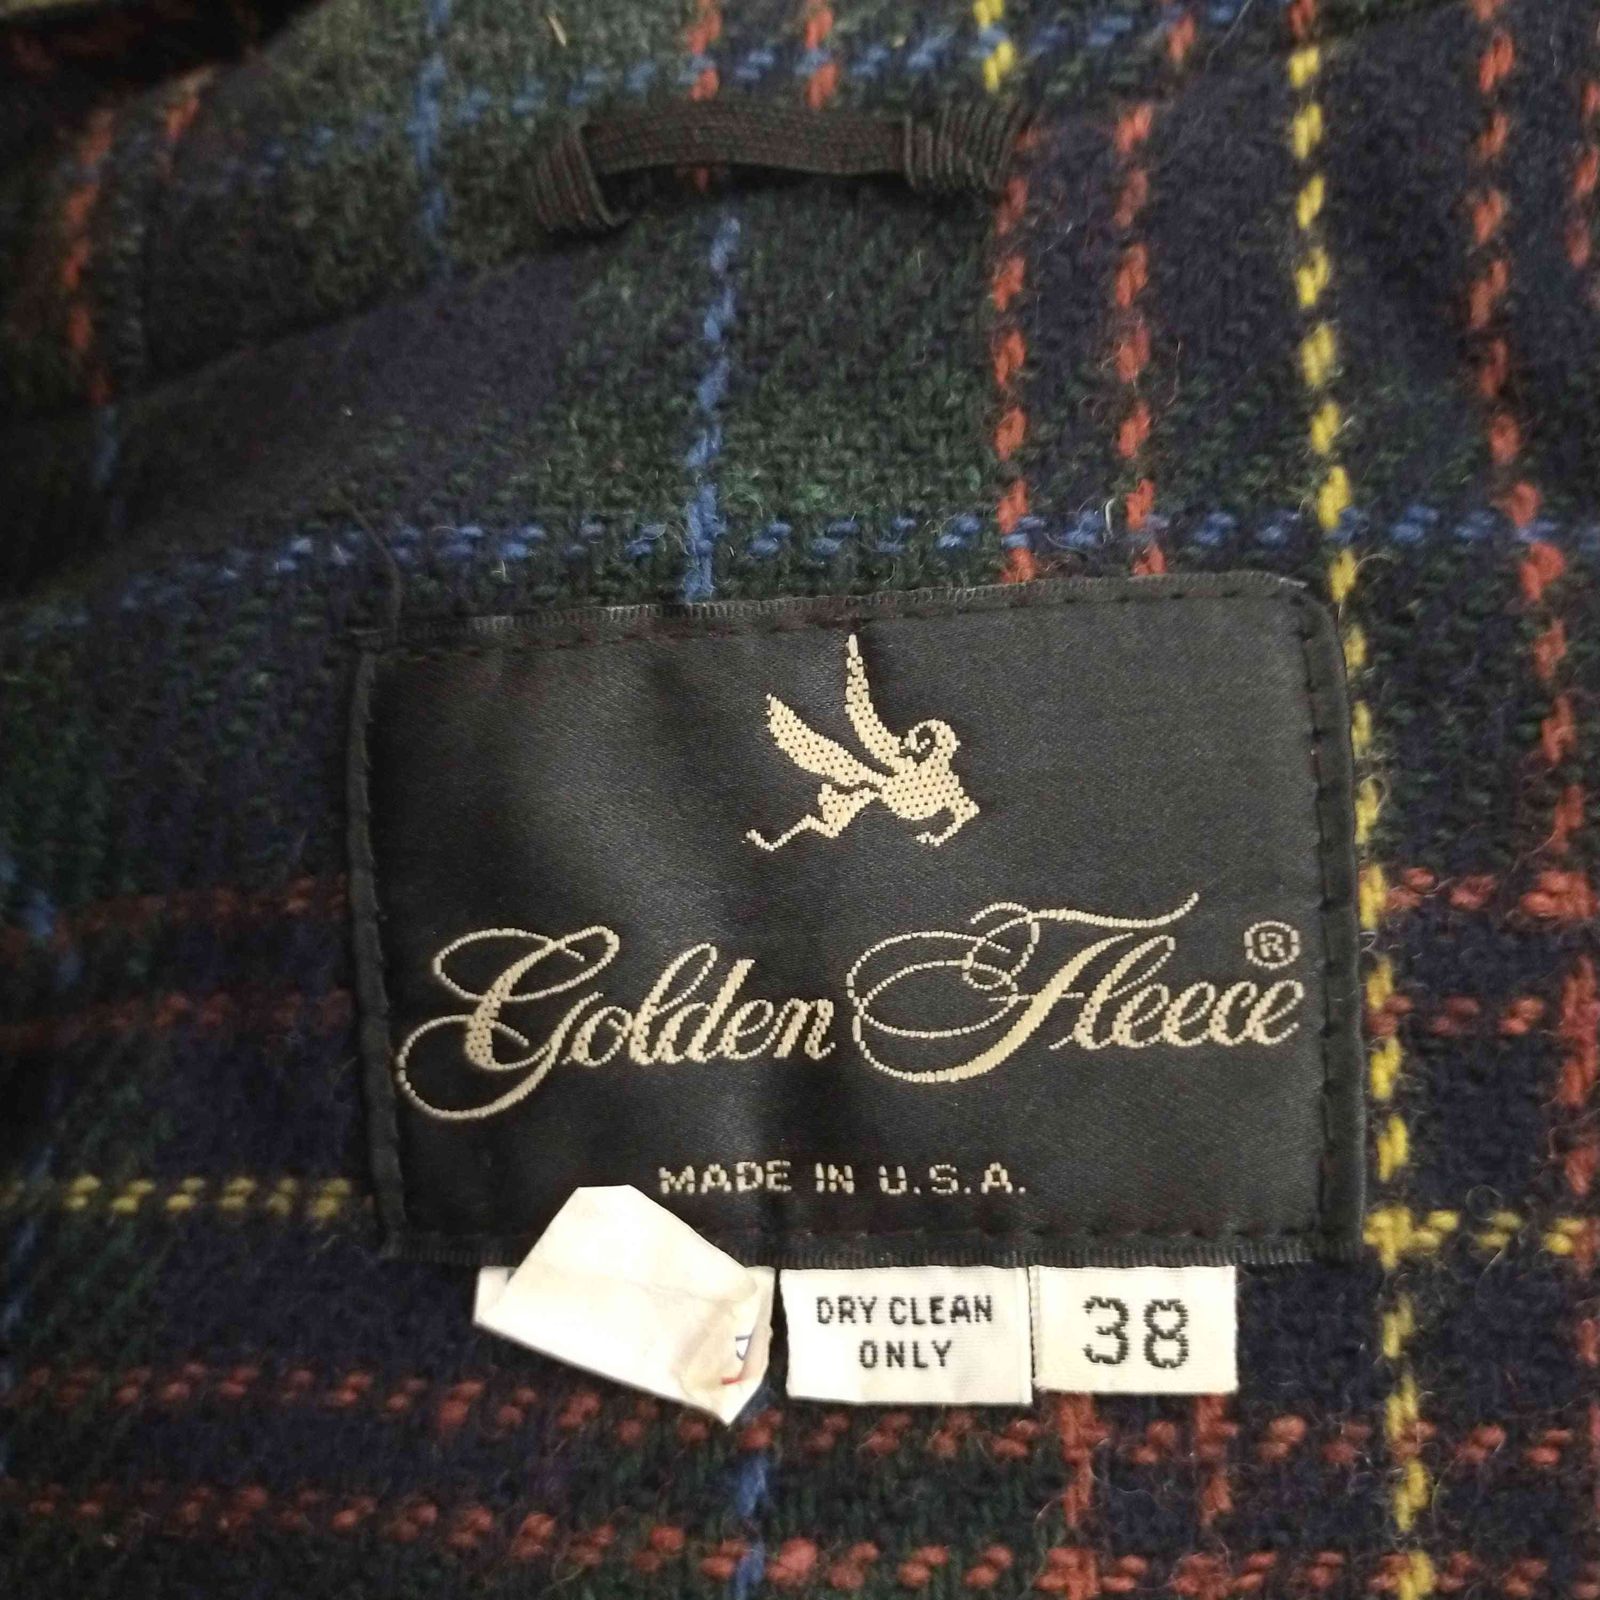 Golden Fleece ®
MADE IN U.S.A.
DRY CLEAN
ONLY
38